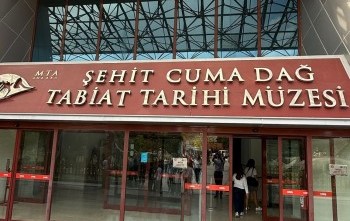 MTA
ŞEHİT CUMA DAĞ
TABİAT TARİHİ MÜZESİ